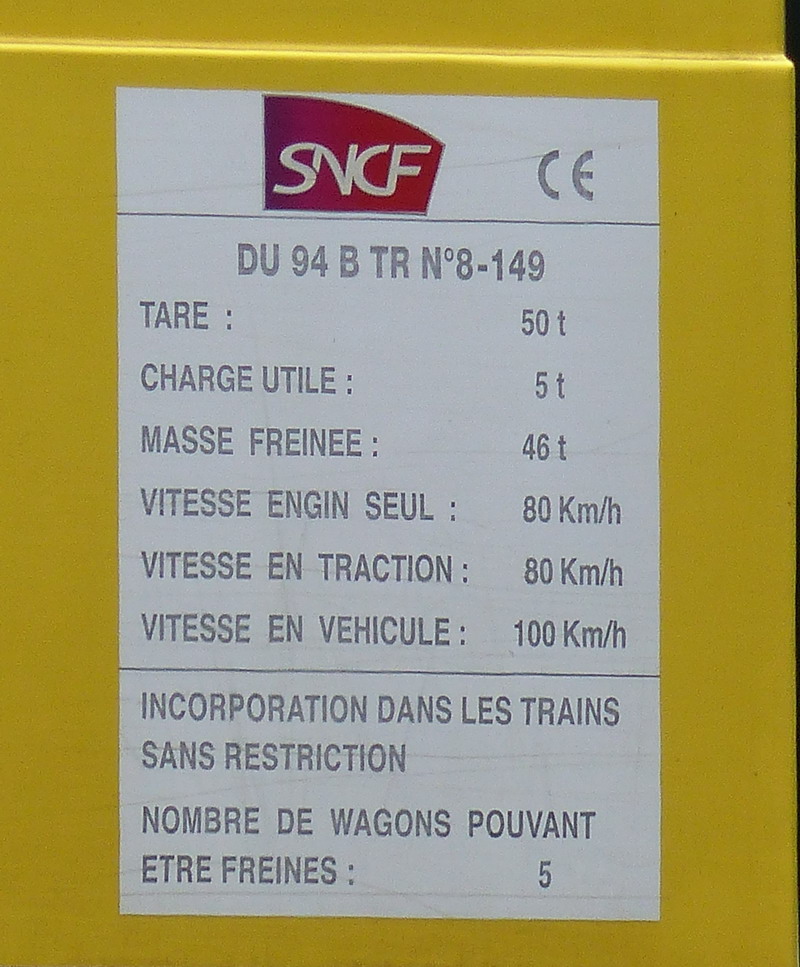 SNCF CE
DU 94 B TR N°8-149
TARE : 50 t
CHARGE UTILE : 5 t
MASSE FREINEE : 46 t
VITESSE ENGIN SEUL : 80 Km/h
VITESSE EN TRACTION : 80 Km/h
VITESSE EN VEHICULE : 100 Km/h
INCORPORATION DANS LES TRAINS
SANS RESTRICTION
NOMBRE DE WAGONS POUVANT
ETRE FREINES : 5